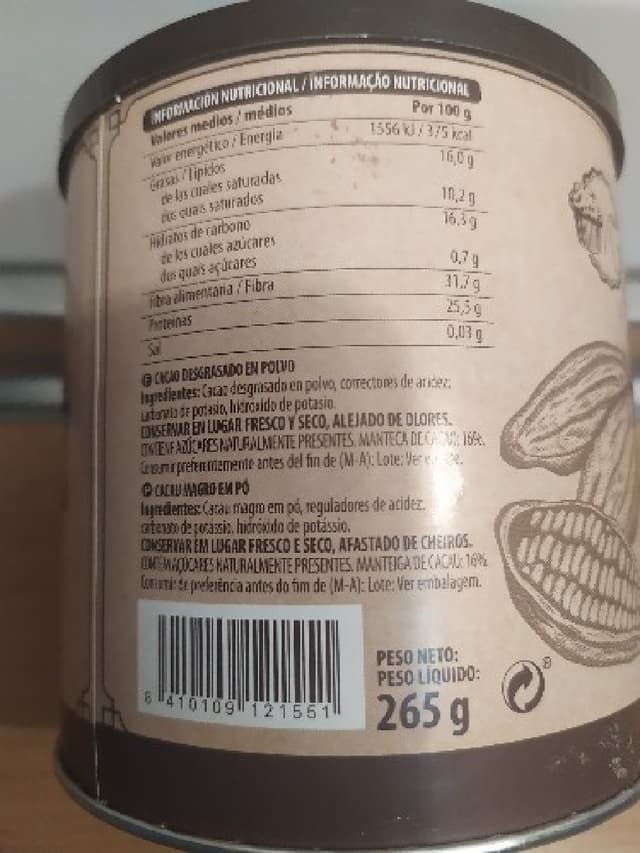 INFORMACIÓN NUTRICIONAL / INFORMAÇÃO NUTRICIONAL
Valores medios / médios Por 100 g
Valor energético / Energia 1556 kJ / 375 kcal
Grasas / Lípidos 16,0 g
de las cuales saturadas
dos quais saturados 10,2 g
Hidratos de carbono 16,3 g
de los cuales azúcares
dos quais açúcares 0,7 g
Fibra alimentaria / Fibra 31,7 g
Proteínas 25,5 g
Sal 0,03 g
CACAO DESGRASADO EN POLVO
Ingredientes: Cacao desgrasado en polvo, correctores de acidez:
carbonato de potasio, hidróxido de potasio.
CONSERVAR EN LUGAR FRESCO Y SECO, ALEJADO DE OLORES.
CONTIENE AZÚCARES NATURALMENTE PRESENTES. MANTECA DE CACAO: 16%.
Consumir preferentemente antes del fin de (M-A): Lote: Ver
CACAU MAGRO EM PÓ
Ingredientes: Cacau magro em pó, reguladores de acidez:
carbonato de potássio, hidróxido de potássio.
CONSERVAR EM LUGAR FRESCO E SECO, AFASTADO DE CHEIROS.
CONTÉM AÇÚCARES NATURALMENTE PRESENTES. MANTEIGA DE CACAU: 16%
Consumir de preferência antes do fim de (M-A): Lote: Ver embalagem.
8 410109 121551
PESO NETO:
PESO LÍQUIDO:
265 g